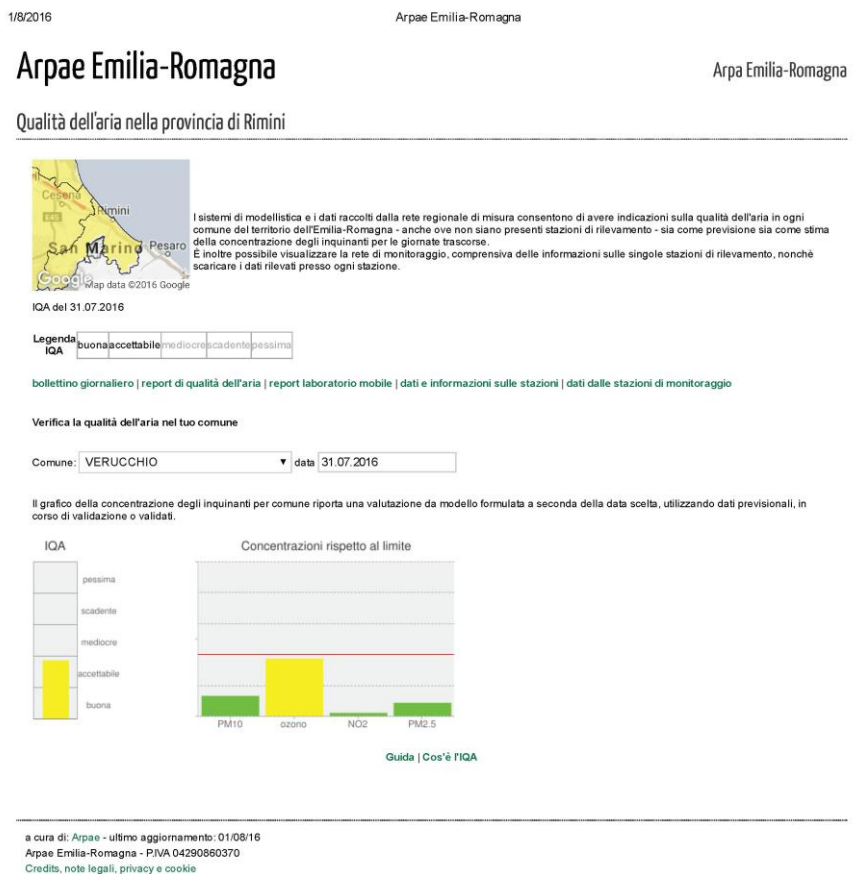 1/8/2016 Arpae Emilia-Romagna
Arpae Emilia-Romagna
Arpa Emilia-Romagna
Qualità dell'aria nella provincia di Rimini
Cesena
E45
Rimini
San Marino
Pesaro
Google
Map data ©2016 Google
I sistemi di modellistica e i dati raccolti dalla rete regionale di misura consentono di avere indicazioni sulla qualità dell'aria in ogni
comune del territorio dell'Emilia-Romagna - anche ove non siano presenti stazioni di rilevamento - sia come previsione sia come stima
della concentrazione degli inquinanti per le giornate trascorse.
È inoltre possibile visualizzare la rete di monitoraggio, comprensiva delle informazioni sulle singole stazioni di rilevamento, nonchè
scaricare i dati rilevati presso ogni stazione.
IQA del 31.07.2016
Legenda IQA buona accettabile mediocre scadente pessima
bollettino giornaliero | report di qualità dell'aria | report laboratorio mobile | dati e informazioni sulle stazioni | dati dalle stazioni di monitoraggio
Verifica la qualità dell'aria nel tuo comune
Comune: VERUCCHIO data 31.07.2016
Il grafico della concentrazione degli inquinanti per comune riporta una valutazione da modello formulata a seconda della data scelta, utilizzando dati previsionali, in
corso di validazione o validati.
IQA
pessima
scadente
mediocre
accettabile
buona
Concentrazioni rispetto al limite
PM10 ozono NO2 PM2.5
Guida | Cos'è l'IQA
a cura di: Arpae - ultimo aggiornamento: 01/08/16
Arpae Emilia-Romagna - P.IVA 04290860370
Credits, note legali, privacy e cookie